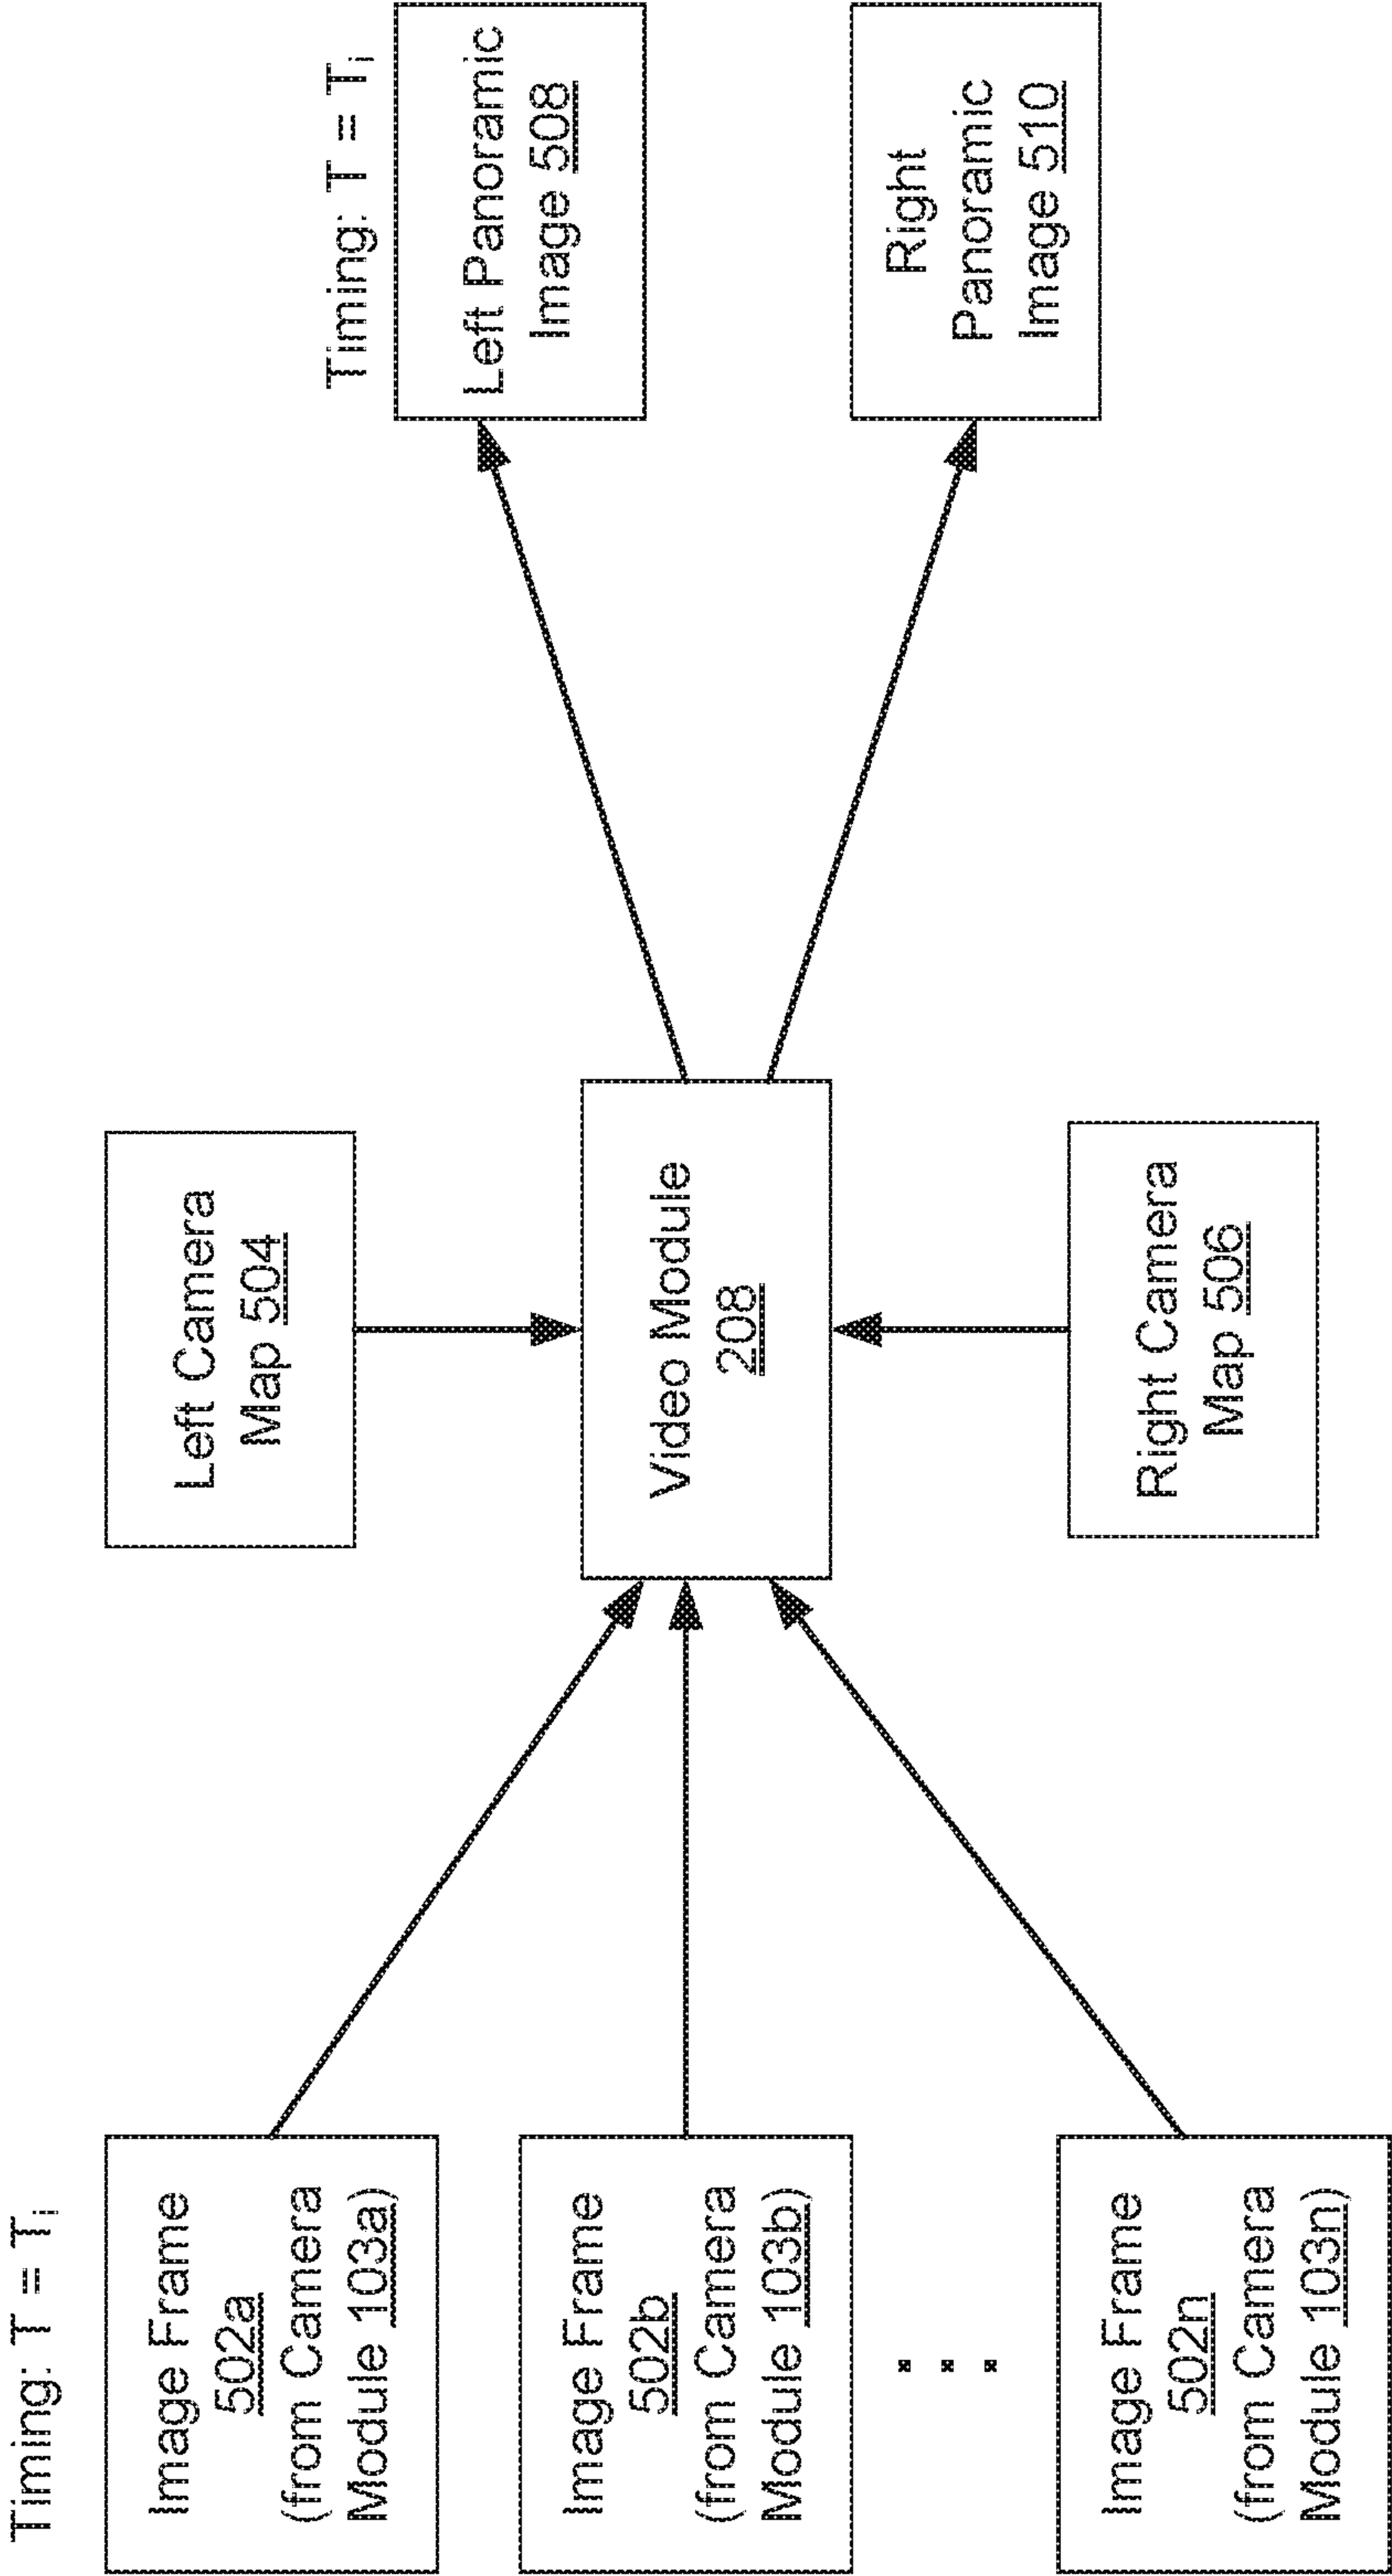 Timing: T = Ti
Image Frame
502a
(from Camera
Module 103a)
Image Frame
502b
(from Camera
Module 103b)
. . .
Image Frame
502n
(from Camera
Module 103n)
Left Camera
Map 504
Video Module
208
Right Camera
Map 506
Timing: T = Ti
Left Panoramic
Image 508
Right
Panoramic
Image 510